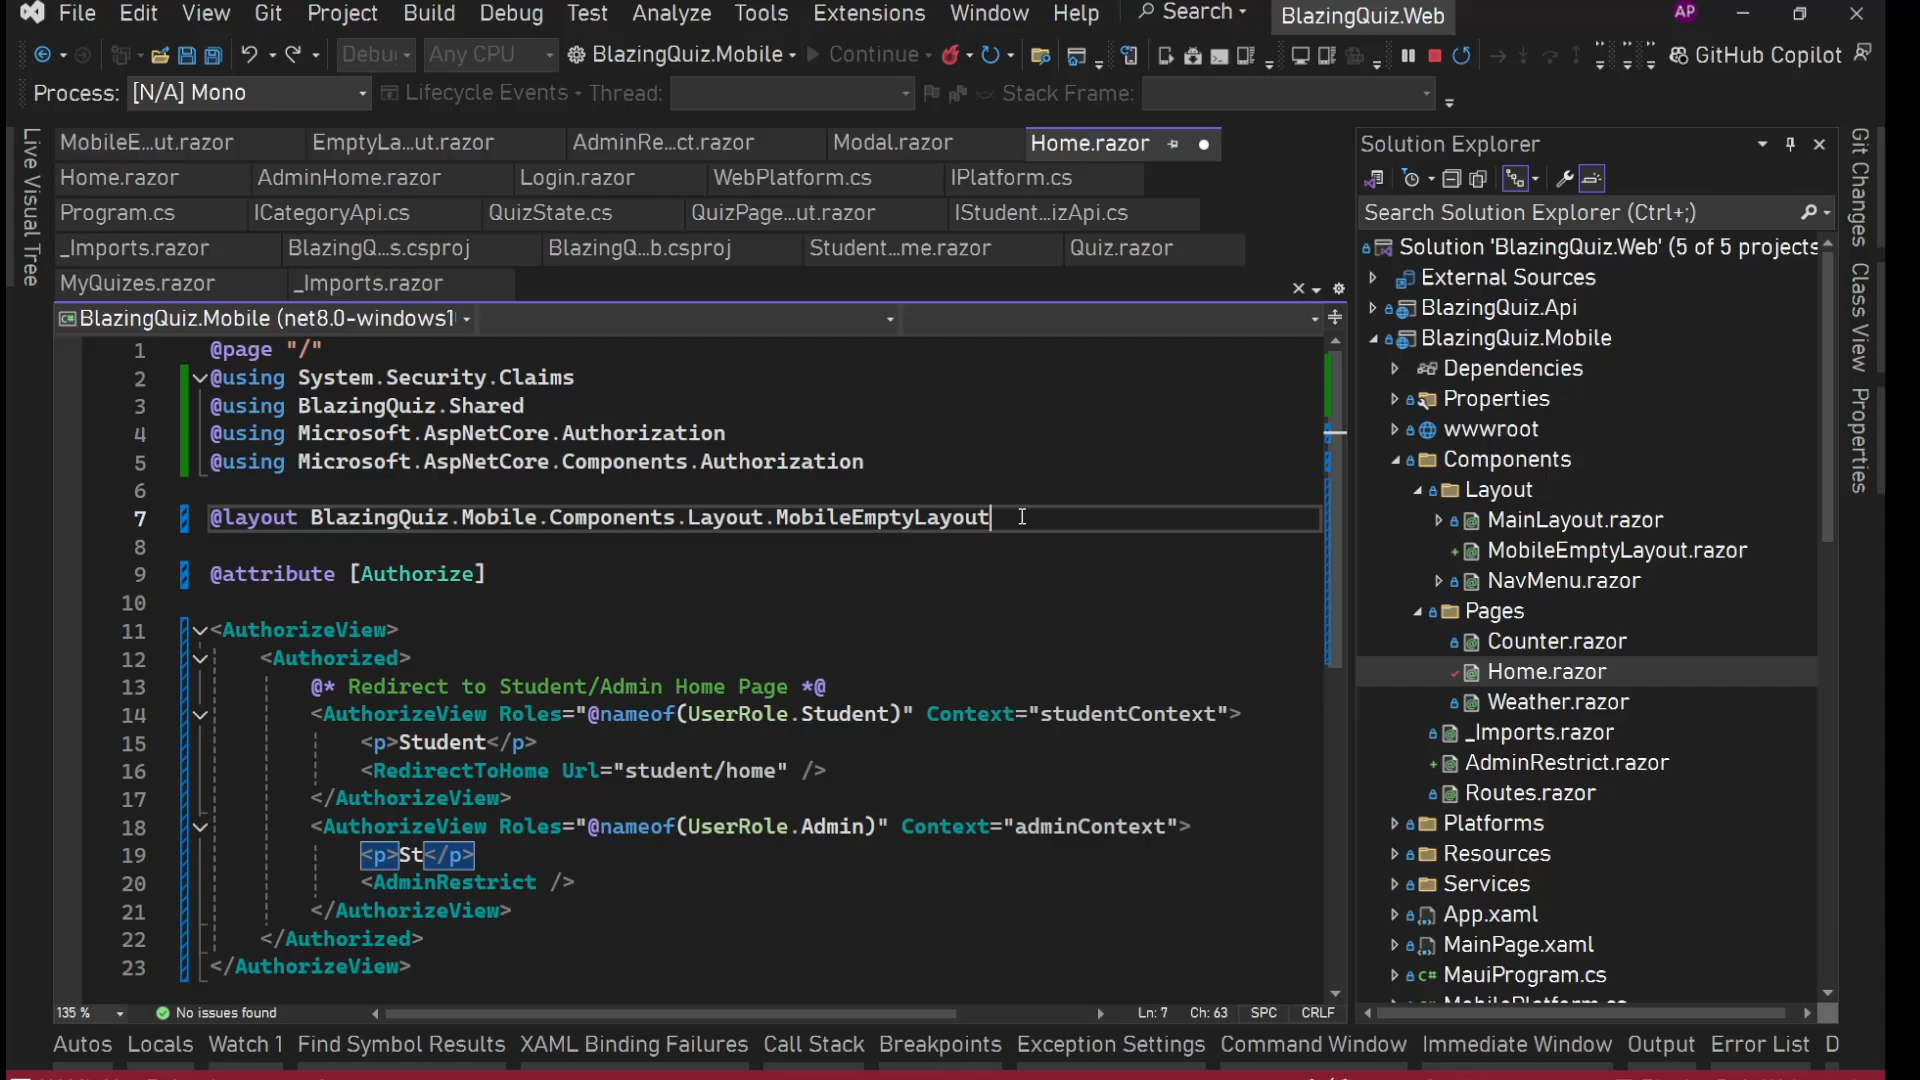 File Edit View Git Project Build Debug Test Analyze Tools Extensions Window Help Search BlazingQuiz.Web AP
Debug Any CPU BlazingQuiz.Mobile Continue GitHub Copilot
Process: [N/A] Mono Lifecycle Events Thread: Stack Frame:
Live Visual Tree
MobileE...ut.razor EmptyLa...ut.razor AdminRe...ct.razor Modal.razor Home.razor
Home.razor AdminHome.razor Login.razor WebPlatform.cs IPlatform.cs
Program.cs ICategoryApi.cs QuizState.cs QuizPage...ut.razor IStudent...izApi.cs
_Imports.razor BlazingQ...s.csproj BlazingQ...b.csproj Student...me.razor Quiz.razor
MyQuizes.razor _Imports.razor
BlazingQuiz.Mobile (net8.0-windows1
1 @page "/"
2 @using System.Security.Claims
3 @using BlazingQuiz.Shared
4 @using Microsoft.AspNetCore.Authorization
5 @using Microsoft.AspNetCore.Components.Authorization
6
7 @layout BlazingQuiz.Mobile.Components.Layout.MobileEmptyLayout
8
9 @attribute [Authorize]
10
11 <AuthorizeView>
12 <Authorized>
13 @* Redirect to Student/Admin Home Page *@
14 <AuthorizeView Roles="@nameof(UserRole.Student)" Context="studentContext">
15 <p>Student</p>
16 <RedirectToHome Url="student/home" />
17 </AuthorizeView>
18 <AuthorizeView Roles="@nameof(UserRole.Admin)" Context="adminContext">
19 <p>St</p>
20 <AdminRestrict />
21 </AuthorizeView>
22 </Authorized>
23 </AuthorizeView>
135 % No issues found Ln: 7 Ch: 63 SPC CRLF
Solution Explorer
Search Solution Explorer (Ctrl+;)
Solution 'BlazingQuiz.Web' (5 of 5 projects
External Sources
BlazingQuiz.Api
BlazingQuiz.Mobile
Dependencies
Properties
wwwroot
Components
Layout
MainLayout.razor
MobileEmptyLayout.razor
NavMenu.razor
Pages
Counter.razor
Home.razor
Weather.razor
_Imports.razor
AdminRestrict.razor
Routes.razor
Platforms
Resources
Services
App.xaml
MainPage.xaml
MauiProgram.cs
MobilePlatform.cs
Git Changes
Class View
Properties
Autos Locals Watch 1 Find Symbol Results XAML Binding Failures Call Stack Breakpoints Exception Settings Command Window Immediate Window Output Error List D